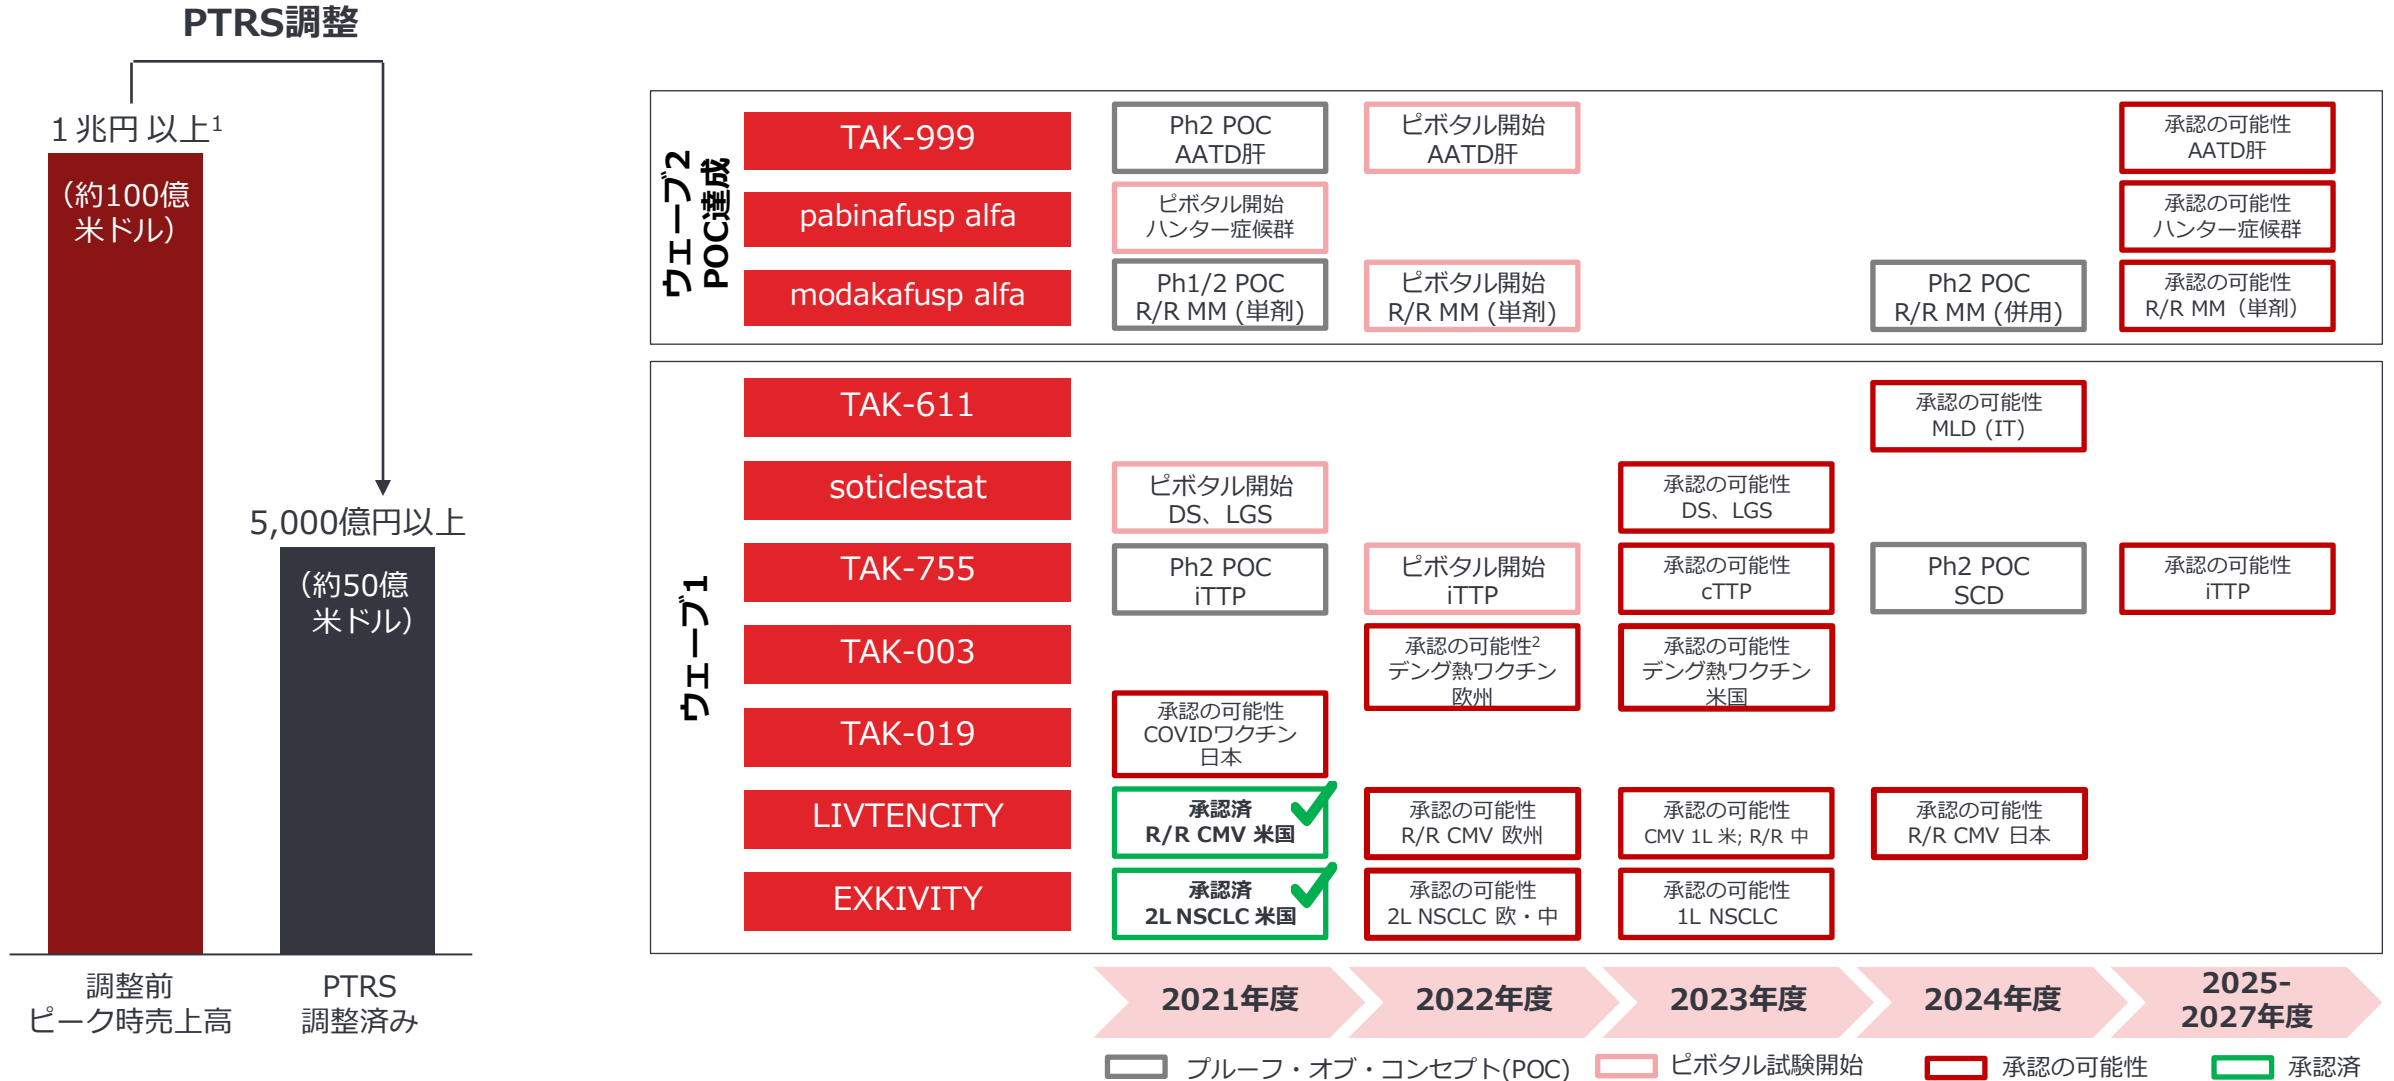 PTRS調整
1兆円 以上1
(約100億
米ドル)
5,000億円以上
(約50億
米ドル)
調整前
ピーク時売上高
PTRS
調整済み
ウェーブ2
POC達成
TAK-999
Ph2 POC
AATD肝
ピボタル開始
AATD肝
承認の可能性
AATD肝
pabinafusp alfa
ピボタル開始
ハンター症候群
承認の可能性
ハンター症候群
modakafusp alfa
Ph1/2 POC
R/R MM (単剤)
ピボタル開始
R/R MM (単剤)
Ph2 POC
R/R MM (併用)
承認の可能性
R/R MM（単剤）
ウェーブ1
TAK-611
承認の可能性
MLD (IT)
soticlestat
ピボタル開始
DS、LGS
承認の可能性
DS、LGS
TAK-755
Ph2 POC
iTTP
ピボタル開始
iTTP
承認の可能性
cTTP
Ph2 POC
SCD
承認の可能性
iTTP
TAK-003
承認の可能性2
デング熱ワクチン
欧州
承認の可能性
デング熱ワクチン
米国
TAK-019
承認の可能性
COVIDワクチン
日本
LIVTENCITY
承認済
R/R CMV 米国
承認の可能性
R/R CMV 欧州
承認の可能性
CMV 1L 米; R/R 中
承認の可能性
R/R CMV 日本
EXKIVITY
承認済
2L NSCLC 米国
承認の可能性
2L NSCLC 欧・中
承認の可能性
1L NSCLC
2021年度
2022年度
2023年度
2024年度
2025-
2027年度
プルーフ・オブ・コンセプト(POC)
ピボタル試験開始
承認の可能性
承認済